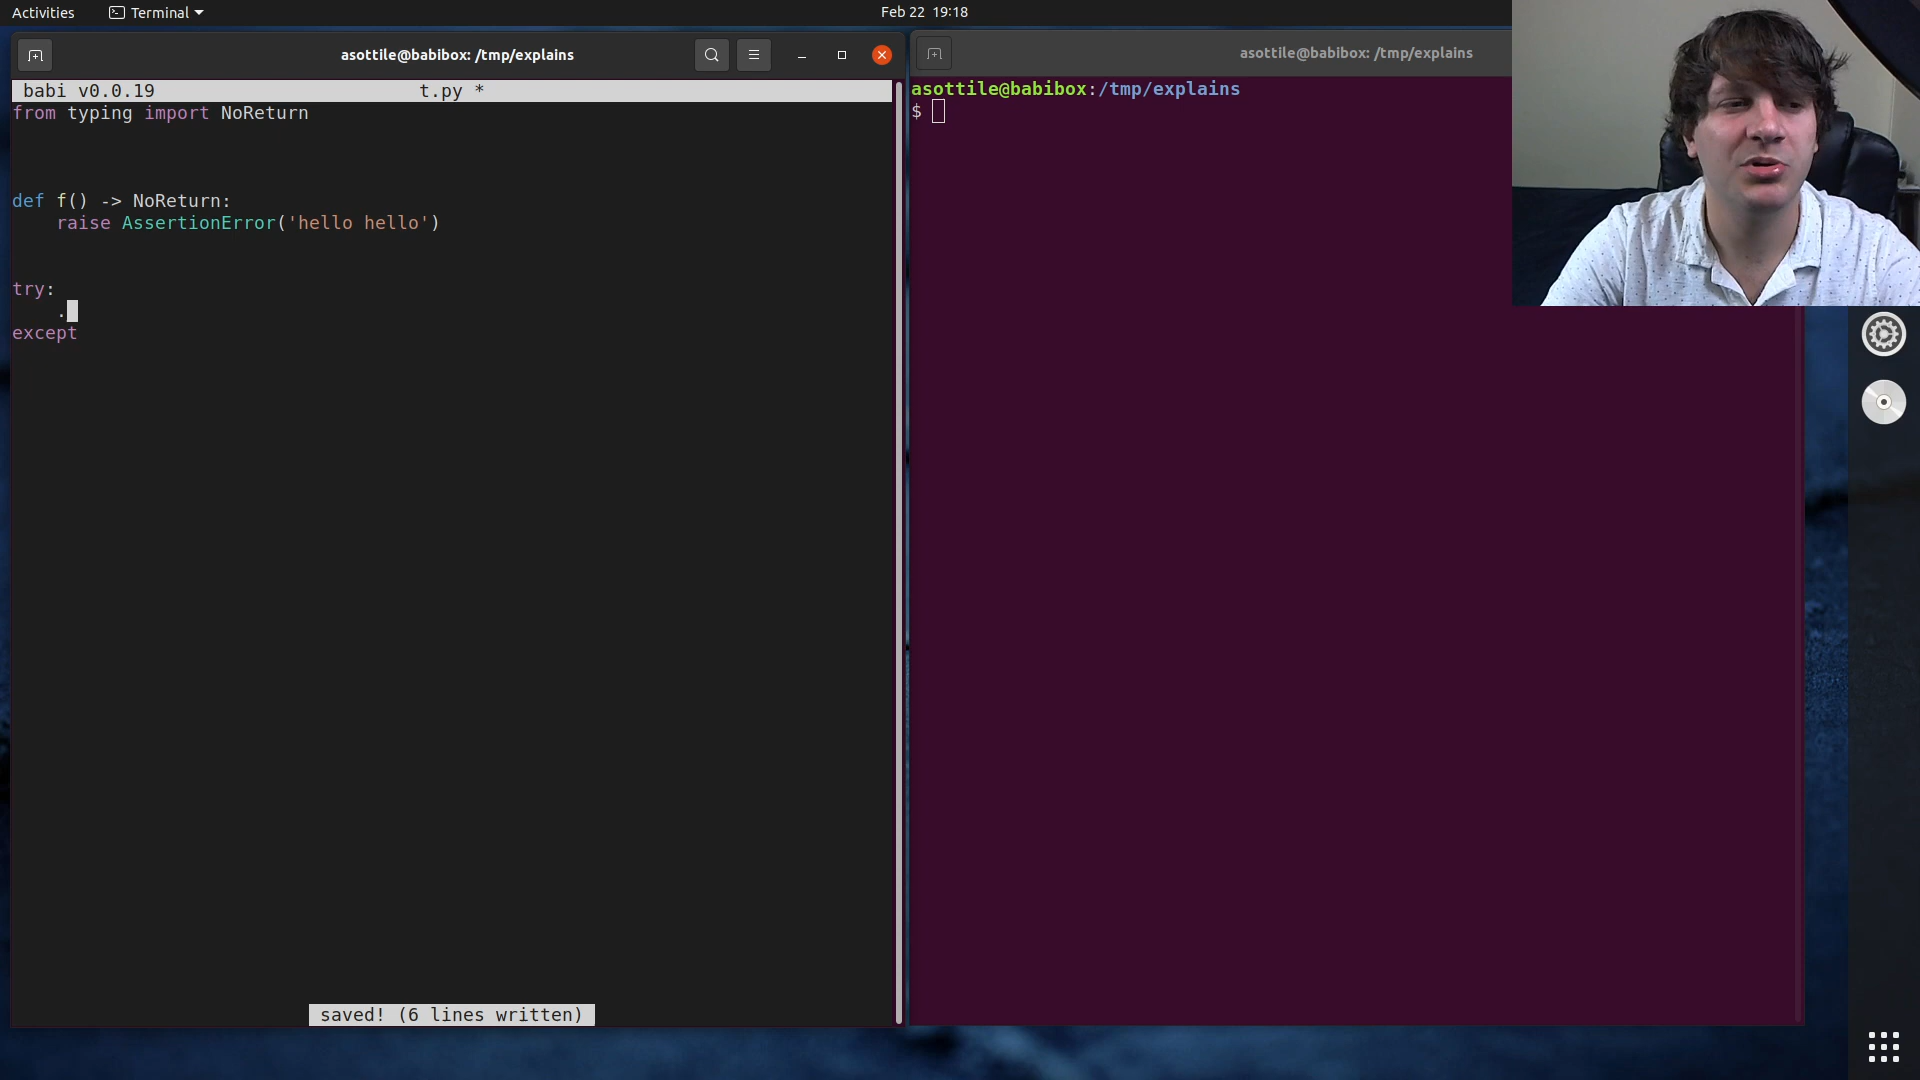 Activities
Terminal
Feb 22 19:18
asottile@babibox: /tmp/explains
babi v0.0.19 t.py *
from typing import NoReturn
def f() -> NoReturn:
    raise AssertionError('hello hello')
try:
    .
except
saved! (6 lines written)
asottile@babibox: /tmp/explains
asottile@babibox:/tmp/explains
$